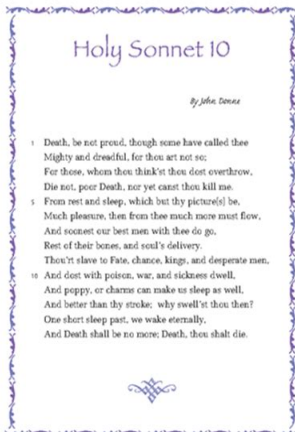 Holy Sonnet 10
By John Donne
1 Death, be not proud, though some have called thee
Mighty and dreadful, for thou art not so;
For those, whom thou think'st thou dost overthrow,
Die not, poor Death, nor yet canst thou kill me.
5 From rest and sleep, which but thy picture[s] be,
Much pleasure, then from thee much more must flow,
And soonest our best men with thee do go,
Rest of their bones, and soul's delivery.
Thou'rt slave to Fate, chance, kings, and desperate men,
10 And dost with poison, war, and sickness dwell,
And poppy, or charms can make us sleep as well,
And better than thy stroke; why swell'st thou then?
One short sleep past, we wake eternally,
And Death shall be no more; Death, thou shalt die.